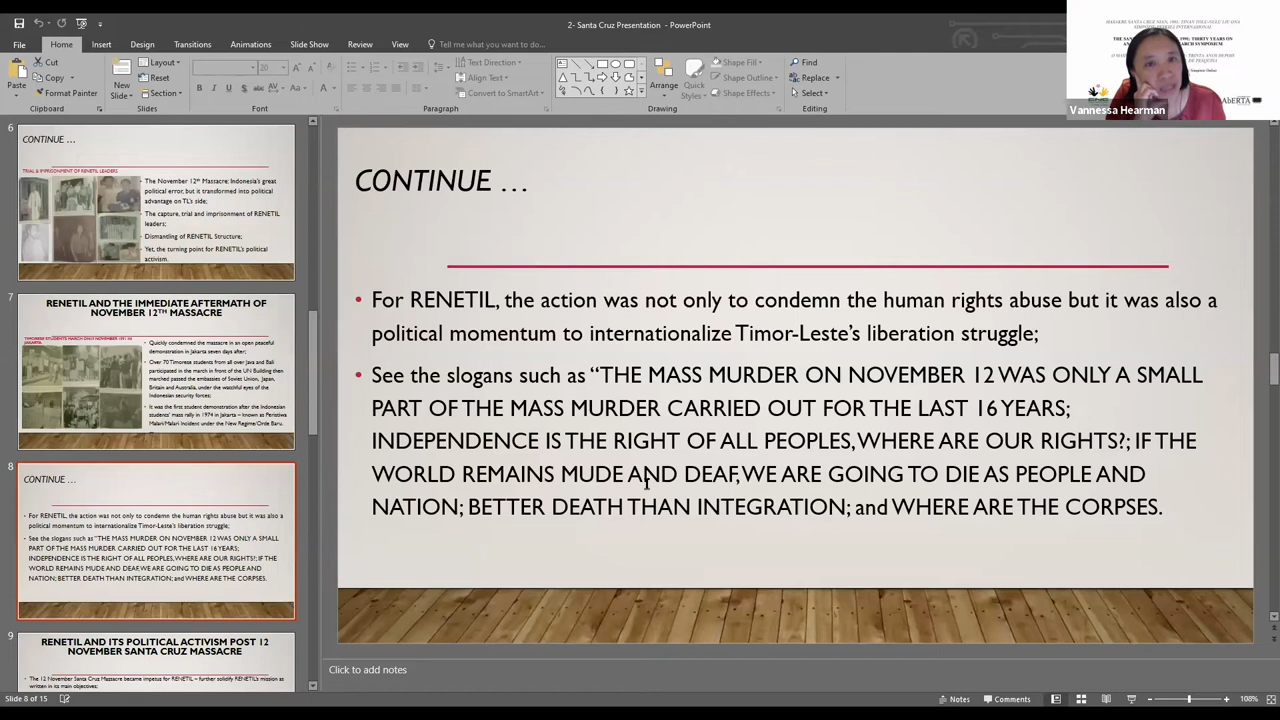 2- Santa Cruz Presentation - PowerPoint
File Home Insert Design Transitions Animations Slide Show Review View Tell me what you want to do...
Paste
Cut
Copy
Format Painter
Clipboard
New Slide
Layout
Reset
Section
Slides
20
Font
Text Direction
Align Text
Convert to SmartArt
Paragraph
Drawing
Arrange
Quick Styles
Shape Fill
Shape Outline
Shape Effects
Find
Replace
Select
Editing
Vannessa Hearman
6
CONTINUE …
TRIAL & IMPRISONMENT OF RENETIL LEADERS
The November 12th Massacre: Indonesia's great
political error, but it transformed into political
advantage on TL's side;
The capture, trial and imprisonment of RENETIL
leaders;
Dismantling of RENETIL Structure;
Yet, the turning point for RENETIL's political
activism.
7
RENETIL AND THE IMMEDIATE AFTERMATH OF
NOVEMBER 12TH MASSACRE
Quickly condemned the massacre in an open peaceful
demonstration in Jakarta seven days after;
Over 70 Timorese students from all over Java and Bali
participated in the march in front of the UN Building then
marched passed the embassies of Soviet Union, Japan,
Britain and Australia, under the watchful eyes of the
Indonesian security forces;
It was the first student demonstration after the Indonesian
students' mass rally in 1974 in Jakarta – known as Peristiwa
Malari/Malari Incident under the New Regime/Orde Baru.
8
CONTINUE …
For RENETIL, the action was not only to condemn the human rights abuse but it was also a
political momentum to internationalize Timor-Leste's liberation struggle;
See the slogans such as "THE MASS MURDER ON NOVEMBER 12 WAS ONLY A SMALL
PART OF THE MASS MURDER CARRIED OUT FOR THE LAST 16 YEARS;
INDEPENDENCE IS THE RIGHT OF ALL PEOPLES, WHERE ARE OUR RIGHTS?; IF THE
WORLD REMAINS MUDE AND DEAF, WE ARE GOING TO DIE AS PEOPLE AND
NATION; BETTER DEATH THAN INTEGRATION; and WHERE ARE THE CORPSES.
9
RENETIL AND ITS POLITICAL ACTIVISM POST 12
NOVEMBER SANTA CRUZ MASSACRE
The 12 November Santa Cruz Massacre became impetus for RENETIL – further solidify RENETIL's mission as
written in its main objectives;
CONTINUE …
• For RENETIL, the action was not only to condemn the human rights abuse but it was also a
political momentum to internationalize Timor-Leste's liberation struggle;
• See the slogans such as “THE MASS MURDER ON NOVEMBER 12 WAS ONLY A SMALL
PART OF THE MASS MURDER CARRIED OUT FOR THE LAST 16 YEARS;
INDEPENDENCE IS THE RIGHT OF ALL PEOPLES, WHERE ARE OUR RIGHTS?; IF THE
WORLD REMAINS MUDE AND DEAF, WE ARE GOING TO DIE AS PEOPLE AND
NATION; BETTER DEATH THAN INTEGRATION; and WHERE ARE THE CORPSES.
Click to add notes
Slide 8 of 15
Notes
Comments
108%